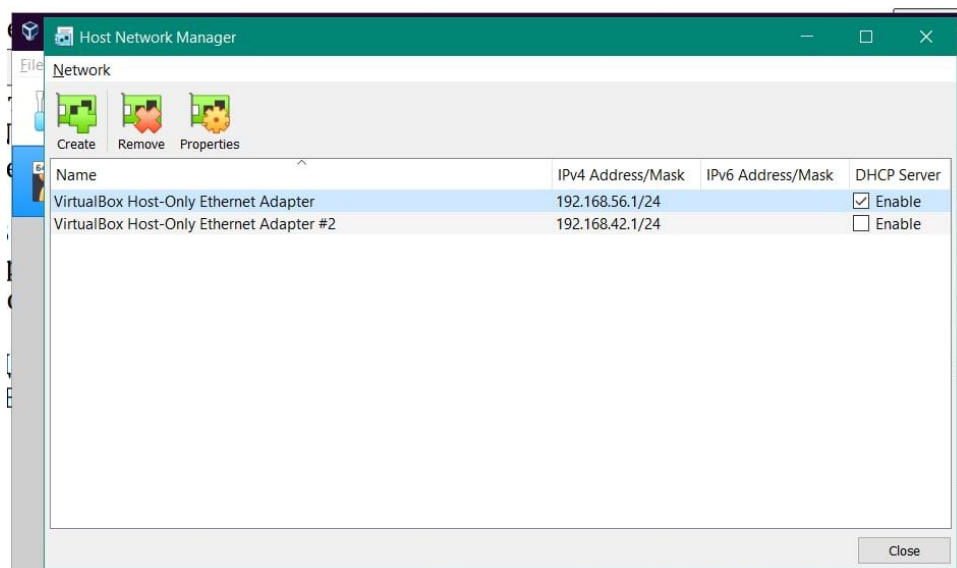 Host Network Manager
File
Network
Create Remove Properties
64
Name IPv4 Address/Mask IPv6 Address/Mask DHCP Server
VirtualBox Host-Only Ethernet Adapter 192.168.56.1/24 Enable
VirtualBox Host-Only Ethernet Adapter #2 192.168.42.1/24 Enable
Close